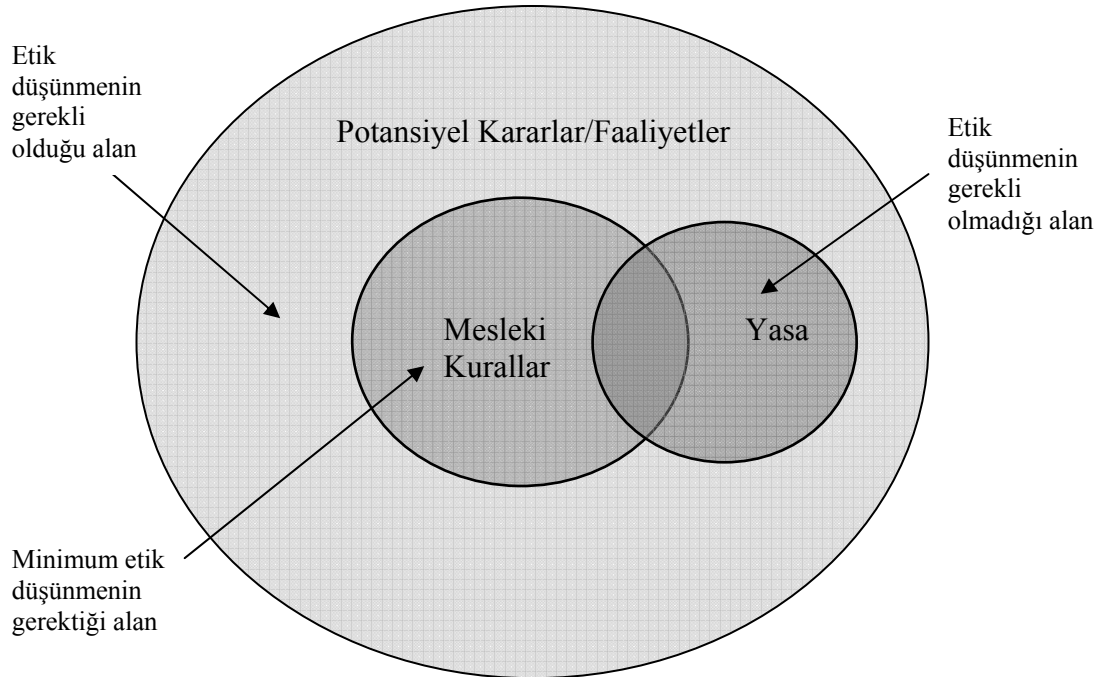 Etik
düşünmenin
gerekli
olduğu alan
Potansiyel Kararlar/Faaliyetler
Etik
düşünmenin
gerekli
olmadığı alan
Mesleki
Kurallar
Yasa
Minimum etik
düşünmenin
gerektiği alan